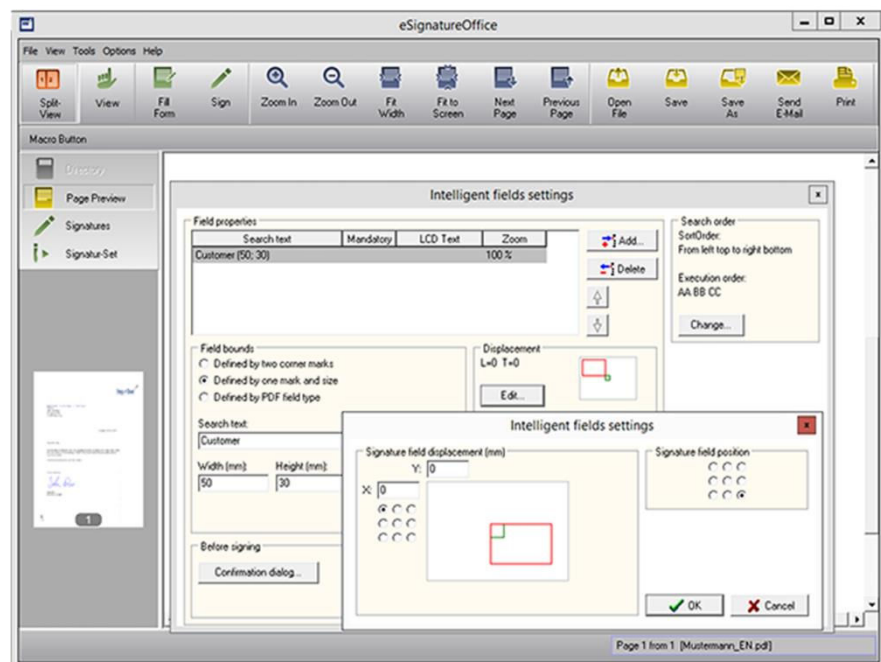 eSignatureOffice
File View Tools Options Help
Split-View
View
Fill Form
Sign
Zoom In
Zoom Out
Fit Width
Fit to Screen
Next Page
Previous Page
Open File
Save
Save As
Send E-Mail
Print
Macro Button
Directory
Page Preview
Signatures
Signatur-Set
1
1
Intelligent fields settings
Field properties
Search text Mandatory LCD Text Zoom
Customer (50; 30) 100 %
Add...
Delete
Search order
SortOrder:
From left top to right bottom
Execution order:
AA BB CC
Change...
Field bounds
Defined by two corner marks
Defined by one mark and size
Defined by PDF field type
Search text:
Customer
Width (mm): Height (mm):
50 30
Displacement
L=0 T=0
Edit...
Before signing
Confirmation dialog...
Intelligent fields settings
Signature field displacement (mm)
Y: 0
X: 0
Signature field position
OK
Cancel
Page 1 from 1 [Mustermann_EN.pdf]